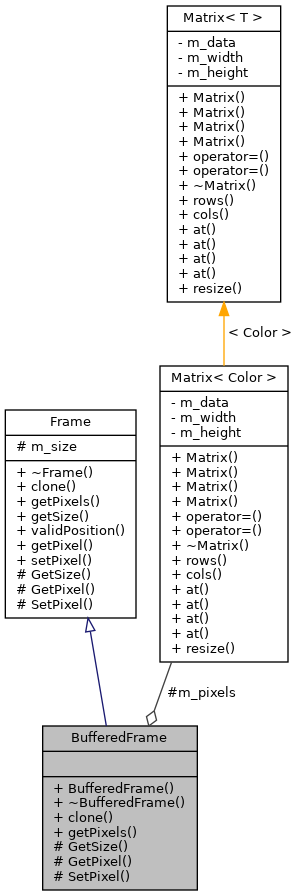 Matrix< T >
- m_data
- m_width
- m_height
+ Matrix()
+ Matrix()
+ Matrix()
+ Matrix()
+ operator=()
+ operator=()
+ ~Matrix()
+ rows()
+ cols()
+ at()
+ at()
+ at()
+ at()
+ resize()
< Color >
Matrix< Color >
- m_data
- m_width
- m_height
+ Matrix()
+ Matrix()
+ Matrix()
+ Matrix()
+ operator=()
+ operator=()
+ ~Matrix()
+ rows()
+ cols()
+ at()
+ at()
+ at()
+ at()
+ resize()
Frame
# m_size
+ ~Frame()
+ clone()
+ getPixels()
+ getSize()
+ validPosition()
+ getPixel()
+ setPixel()
# GetSize()
# GetPixel()
# SetPixel()
#m_pixels
BufferedFrame
+ BufferedFrame()
+ ~BufferedFrame()
+ clone()
+ getPixels()
# GetSize()
# GetPixel()
# SetPixel()